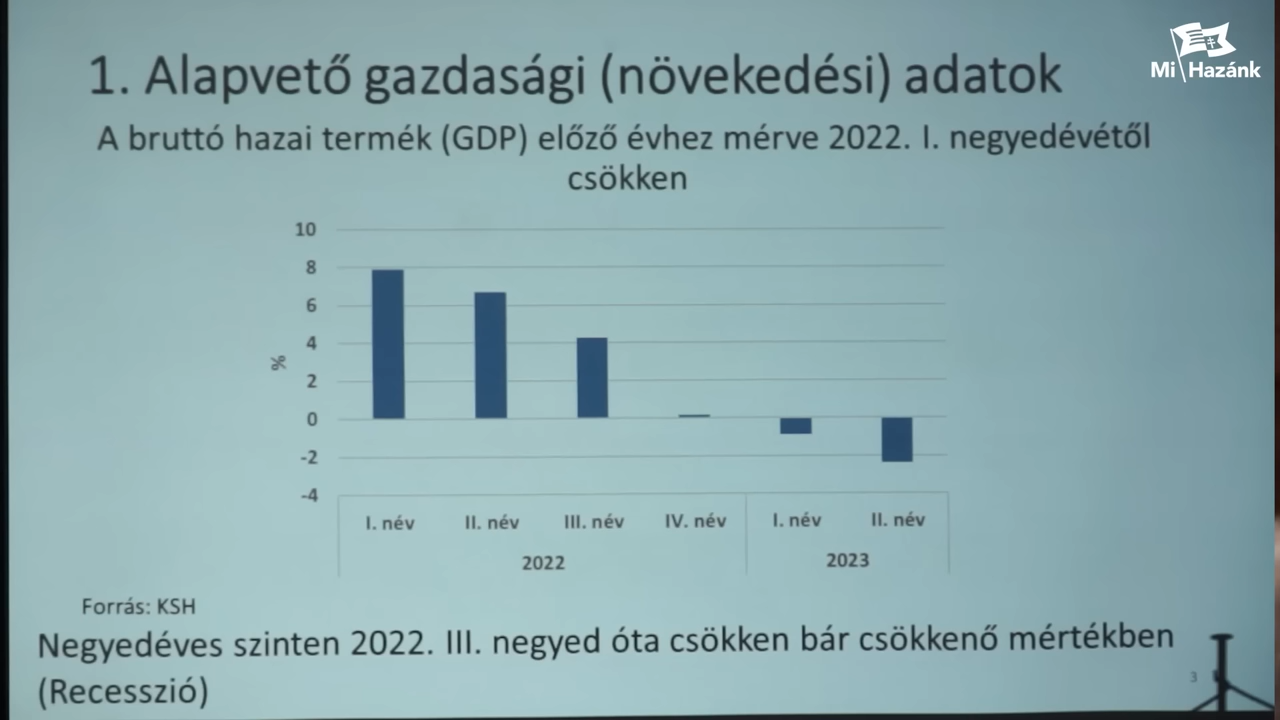 Mi Hazánk
1. Alapvető gazdasági (növekedési) adatok
A bruttó hazai termék (GDP) előző évhez mérve 2022. I. negyedévétől
csökken
10
8
6
4
2
0
-2
-4
%
I. név II. név III. név IV. név I. név II. név
2022 2023
Forrás: KSH
Negyedéves szinten 2022. III. negyed óta csökken bár csökkenő mértékben
(Recesszió)
3